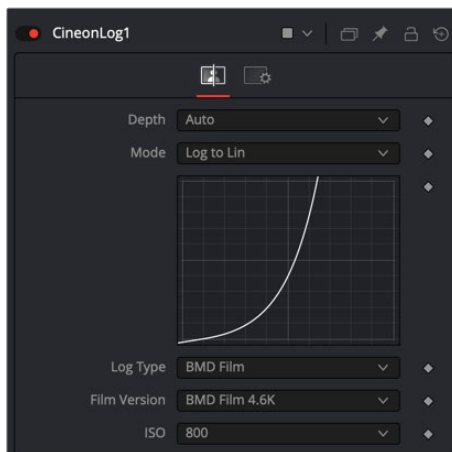 CineonLog1
Depth Auto
Mode Log to Lin
Log Type BMD Film
Film Version BMD Film 4.6K
ISO 800